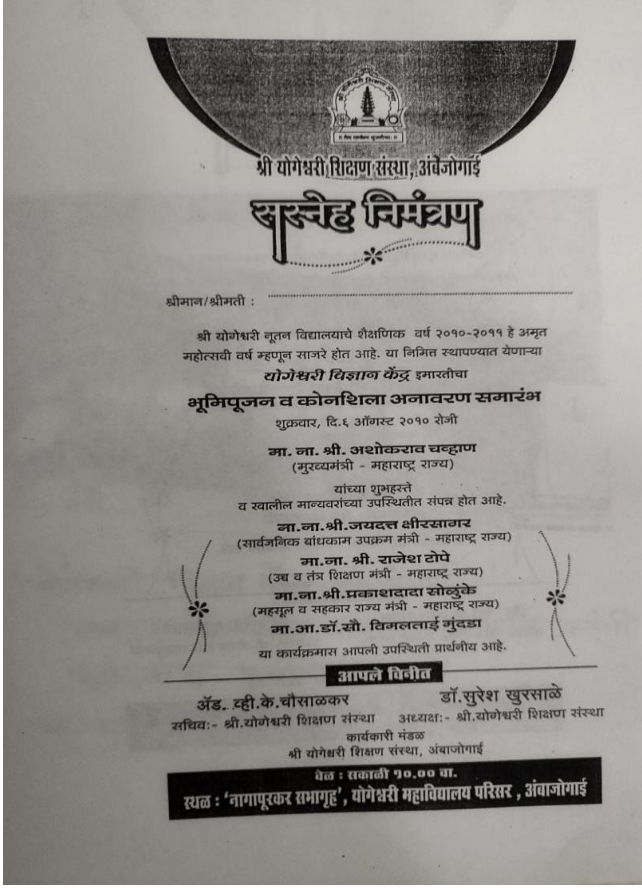 श्री योगेश्वरी शिक्षण संस्था, अंबेजोगाई
सस्नेह निमंत्रण
श्रीमान/श्रीमती :
श्री योगेश्वरी नूतन विद्यालयाचे शैक्षणिक वर्ष २०१०-२०११ हे अमृत
महोत्सवी वर्ष म्हणून साजरे होत आहे. या निमित्त स्थापण्यात येणाऱ्या
योगेश्वरी विज्ञान केंद्र इमारतीचा
भूमिपूजन व कोनशिला अनावरण समारंभ
शुक्रवार, दि.६ ऑगस्ट २०१० रोजी
मा. ना. श्री. अशोकराव चव्हाण
(मुख्यमंत्री - महाराष्ट्र राज्य)
यांच्या शुभहस्ते
व खालील मान्यवरांच्या उपस्थितीत संपन्न होत आहे.
मा.ना.श्री.जयदत्त क्षीरसागर
(सार्वजनिक बांधकाम उपक्रम मंत्री - महाराष्ट्र राज्य)
मा.ना. श्री. राजेश टोपे
(उच्च व तंत्र शिक्षण मंत्री - महाराष्ट्र राज्य)
मा.ना.श्री.प्रकाशदादा सोळुंके
(महसूल व सहकार राज्य मंत्री - महाराष्ट्र राज्य)
मा.आ.डॉ.सौ. विमलताई मुंदडा
या कार्यक्रमास आपली उपस्थिती प्रार्थनीय आहे.
आपले विनीत
ॲड. व्ही.के.चौसाळकर डॉ.सुरेश खुरसाळे
सचिव:- श्री.योगेश्वरी शिक्षण संस्था अध्यक्ष:- श्री.योगेश्वरी शिक्षण संस्था
कार्यकारी मंडळ
श्री योगेश्वरी शिक्षण संस्था, अंबाजोगाई
वेळ : सकाळी १०.०० वा.
स्थळ : 'नागापूरकर सभागृह', योगेश्वरी महाविद्यालय परिसर , अंबाजोगाई